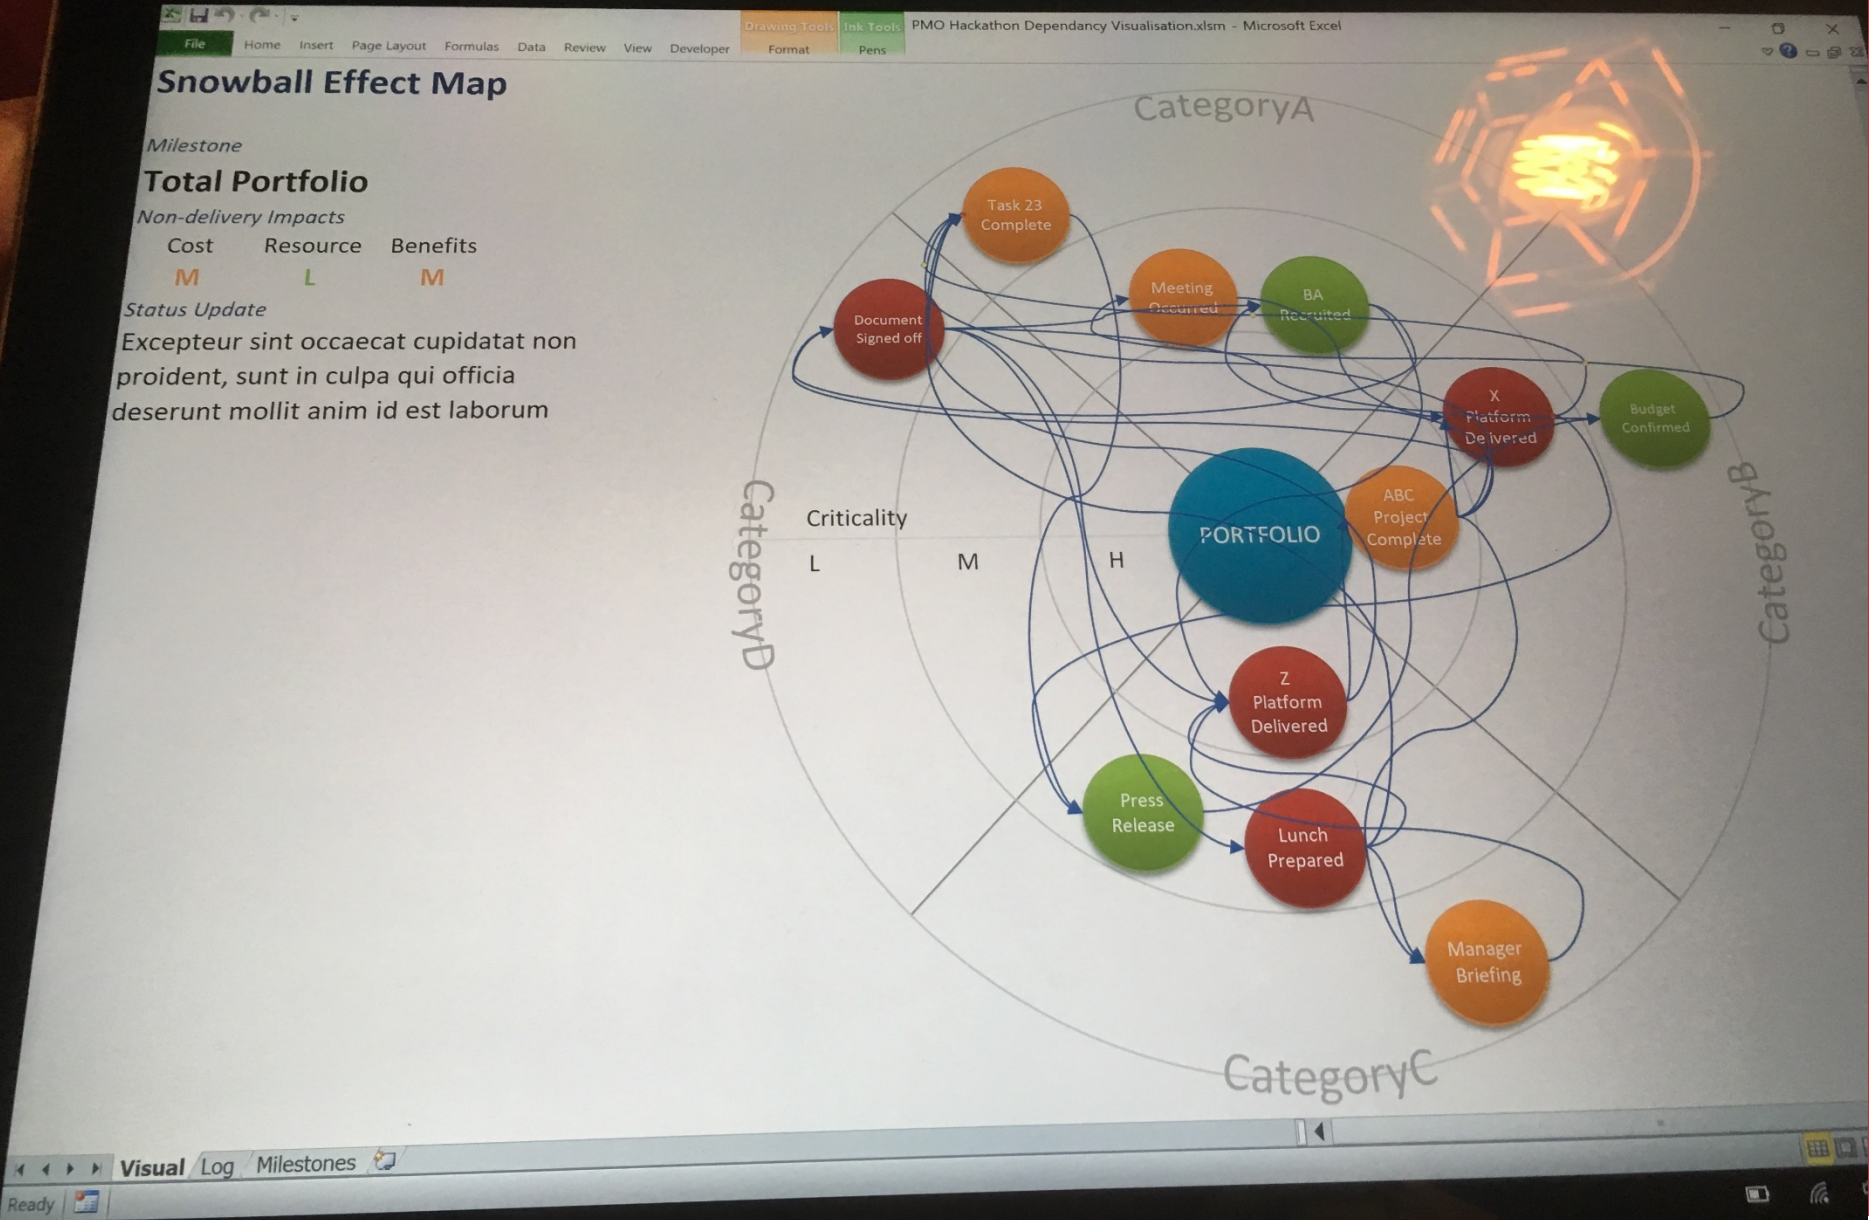 PMO Hackathon Dependancy Visualisation.xlsm - Microsoft Excel
Drawing Tools
Ink Tools
File
Home
Insert
Page Layout
Formulas
Data
Review
View
Developer
Format
Pens
Snowball Effect Map
Milestone
Total Portfolio
Non-delivery Impacts
Cost Resource Benefits
M L M
Status Update
Excepteur sint occaecat cupidatat non
proident, sunt in culpa qui officia
deserunt mollit anim id est laborum
CategoryA
Task 23
Complete
Meeting
Occurred
BA
Recruited
Document
Signed off
X
Platform
Delivered
Budget
Confirmed
CategoryB
CategoryD
Criticality
L M H
PORTFOLIO
ABC
Project
Complete
Z
Platform
Delivered
Press
Release
Lunch
Prepared
Manager
Briefing
CategoryC
Visual
Log
Milestones
Ready